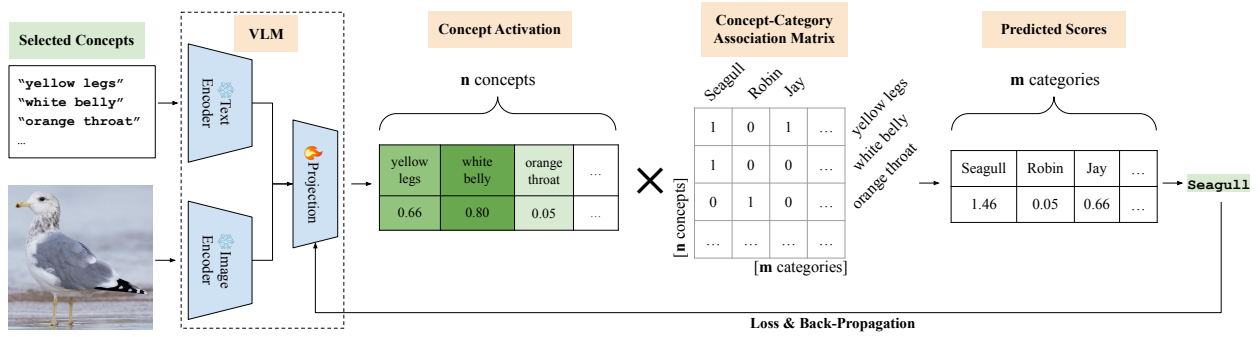 Selected Concepts
VLM
Concept Activation
Concept-Category
Association Matrix
Predicted Scores
“yellow legs”
“white belly”
“orange throat”
…
Text
Encoder
Image
Encoder
Projection
n concepts
yellow
legs
white
belly
orange
throat
…
0.66
0.80
0.05
…
Seagull
Robin
Jay
1
0
1
…
1
0
0
…
0
1
0
…
…
…
…
…
yellow legs
white belly
orange throat
[n concepts]
[m categories]
m categories
Seagull
Robin
Jay
…
1.46
0.05
0.66
…
Seagull
Loss & Back-Propagation